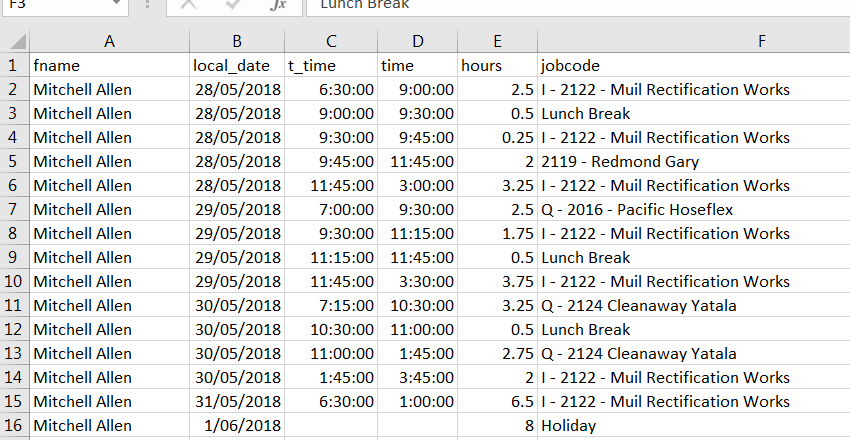 F3 fx Lunch Break
A B C D E F
1 fname local_date t_time time hours jobcode
2 Mitchell Allen 28/05/2018 6:30:00 9:00:00 2.5 I - 2122 - Muil Rectification Works
3 Mitchell Allen 28/05/2018 9:00:00 9:30:00 0.5 Lunch Break
4 Mitchell Allen 28/05/2018 9:30:00 9:45:00 0.25 I - 2122 - Muil Rectification Works
5 Mitchell Allen 28/05/2018 9:45:00 11:45:00 2 2119 - Redmond Gary
6 Mitchell Allen 28/05/2018 11:45:00 3:00:00 3.25 I - 2122 - Muil Rectification Works
7 Mitchell Allen 29/05/2018 7:00:00 9:30:00 2.5 Q - 2016 - Pacific Hoseflex
8 Mitchell Allen 29/05/2018 9:30:00 11:15:00 1.75 I - 2122 - Muil Rectification Works
9 Mitchell Allen 29/05/2018 11:15:00 11:45:00 0.5 Lunch Break
10 Mitchell Allen 29/05/2018 11:45:00 3:30:00 3.75 I - 2122 - Muil Rectification Works
11 Mitchell Allen 30/05/2018 7:15:00 10:30:00 3.25 Q - 2124 Cleanaway Yatala
12 Mitchell Allen 30/05/2018 10:30:00 11:00:00 0.5 Lunch Break
13 Mitchell Allen 30/05/2018 11:00:00 1:45:00 2.75 Q - 2124 Cleanaway Yatala
14 Mitchell Allen 30/05/2018 1:45:00 3:45:00 2 I - 2122 - Muil Rectification Works
15 Mitchell Allen 31/05/2018 6:30:00 1:00:00 6.5 I - 2122 - Muil Rectification Works
16 Mitchell Allen 1/06/2018 8 Holiday